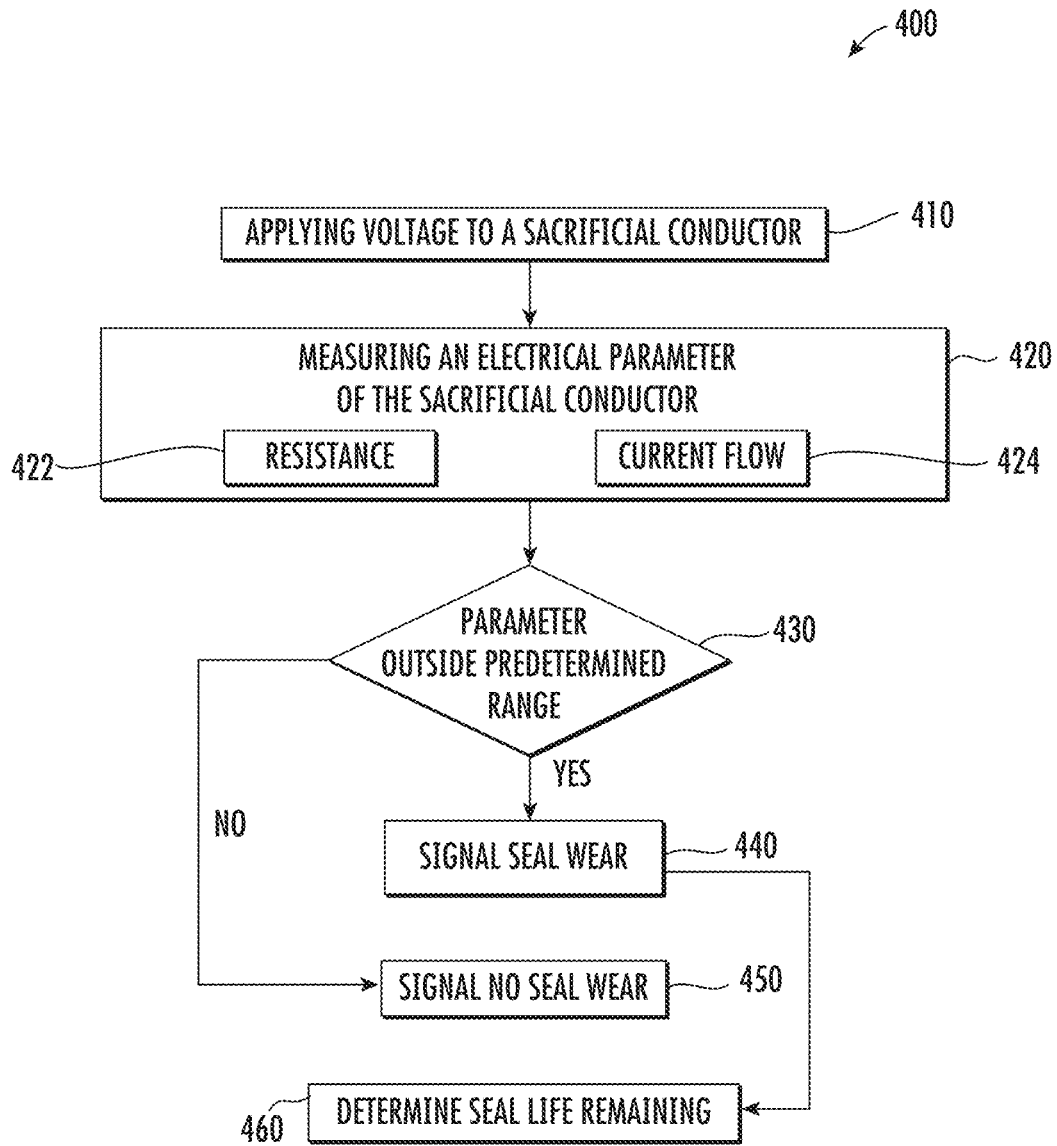 400
APPLYING VOLTAGE TO A SACRIFICIAL CONDUCTOR
410
MEASURING AN ELECTRICAL PARAMETER
OF THE SACRIFICIAL CONDUCTOR
420
422
RESISTANCE
CURRENT FLOW
424
PARAMETER
OUTSIDE PREDETERMINED
RANGE
430
YES
NO
SIGNAL SEAL WEAR
440
SIGNAL NO SEAL WEAR
450
460
DETERMINE SEAL LIFE REMAINING